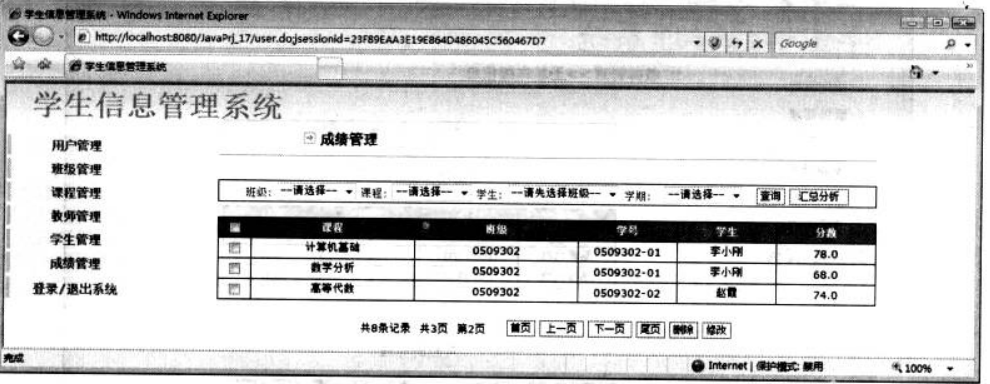 学生信息管理系统 - Windows Internet Explorer
http://localhost:8080/JavaPrj_17/user.do;jsessionid=23F89EAA3E19E864D486045C560467D7
Google
学生信息管理系统
学生信息管理系统
用户管理
班级管理
课程管理
教师管理
学生管理
成绩管理
登录/退出系统
成绩管理
班级: --请选择-- 课程: --请选择-- 学生: --请先选择班级-- 学期: --请选择-- 查询 汇总分析
课程 班级 学号 学生 分数
计算机基础 0509302 0509302-01 李小刚 78.0
数学分析 0509302 0509302-01 李小刚 68.0
高等代数 0509302 0509302-02 赵霞 74.0
共8条记录 共3页 第2页 首页 上一页 下一页 尾页 删除 修改
完成 Internet | 保护模式: 禁用 100%